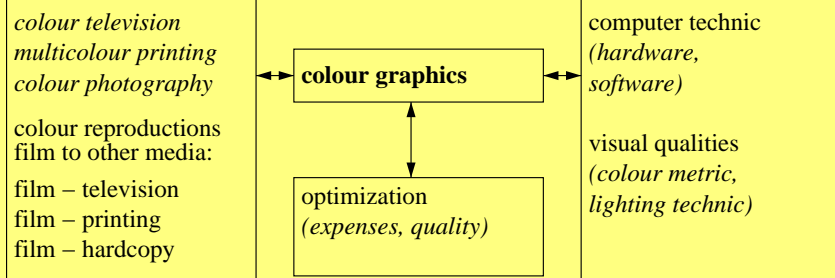 colour television
multicolour printing
colour photography
colour reproductions
film to other media:
film – television
film – printing
film – hardcopy
colour graphics
optimization
(expenses, quality)
computer technic
(hardware,
software)
visual qualities
(colour metric,
lighting technic)